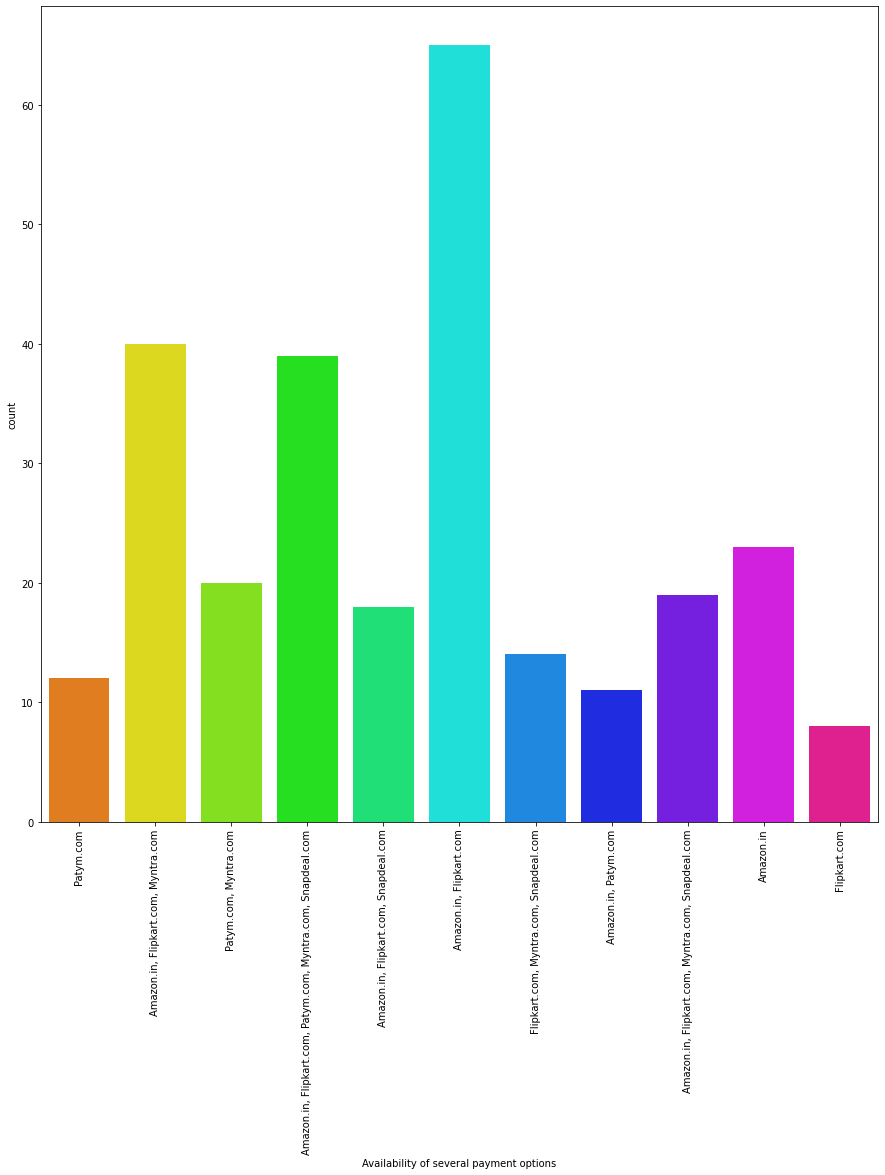 60
50
40
30
20
10
0
count
Patym.com
Amazon.in, Flipkart.com, Myntra.com
Patym.com, Myntra.com
Amazon.in, Flipkart.com, Patym.com, Myntra.com, Snapdeal.com
Amazon.in, Flipkart.com, Snapdeal.com
Amazon.in, Flipkart.com
Flipkart.com, Myntra.com, Snapdeal.com
Amazon.in, Patym.com
Amazon.in, Flipkart.com, Myntra.com, Snapdeal.com
Amazon.in
Flipkart.com
Availability of several payment options